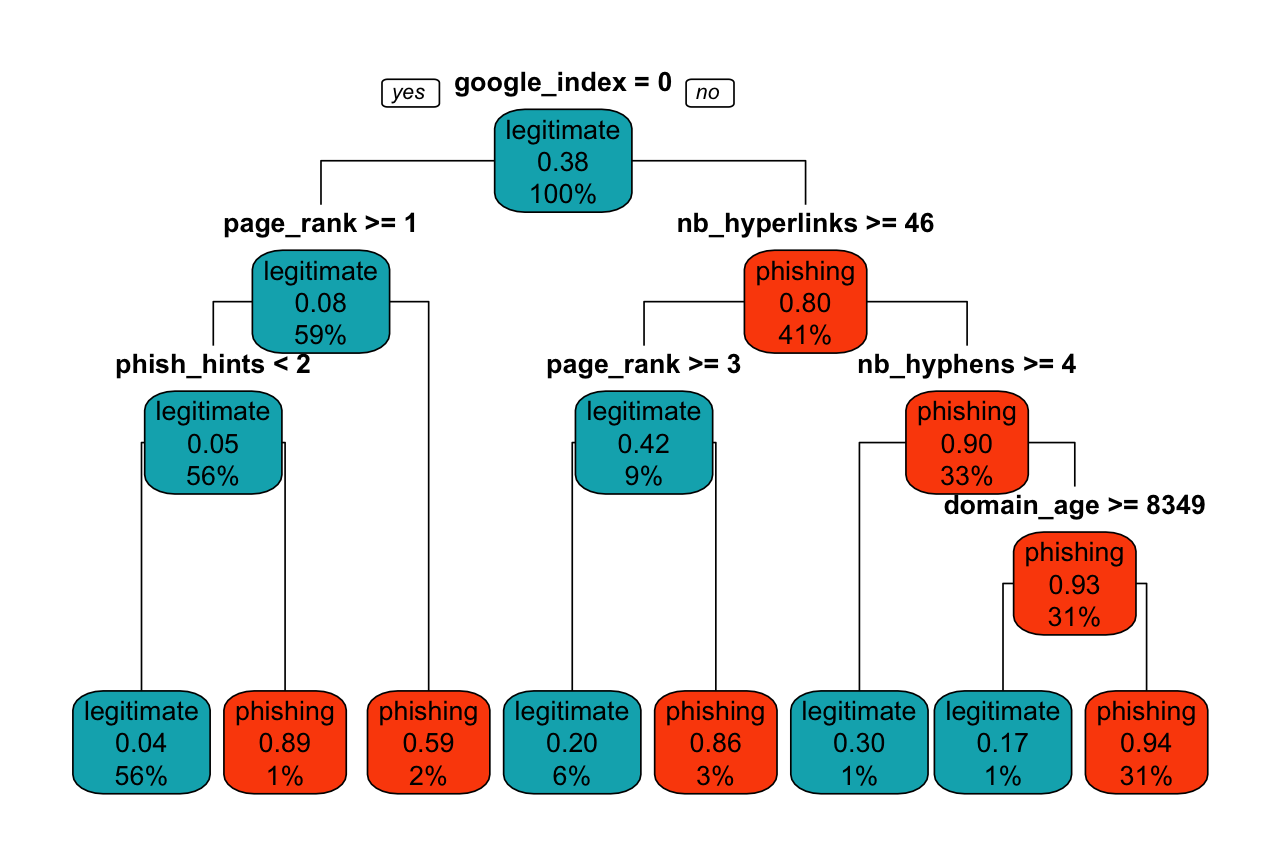 google_index = 0
yes
no
legitimate
0.38
100%
page_rank >= 1
nb_hyperlinks >= 46
legitimate
0.08
59%
phishing
0.80
41%
phish_hints < 2
page_rank >= 3
nb_hyphens >= 4
legitimate
0.05
56%
legitimate
0.42
9%
phishing
0.90
33%
domain_age >= 8349
phishing
0.93
31%
legitimate
0.04
56%
phishing
0.89
1%
phishing
0.59
2%
legitimate
0.20
6%
phishing
0.86
3%
legitimate
0.30
1%
legitimate
0.17
1%
phishing
0.94
31%